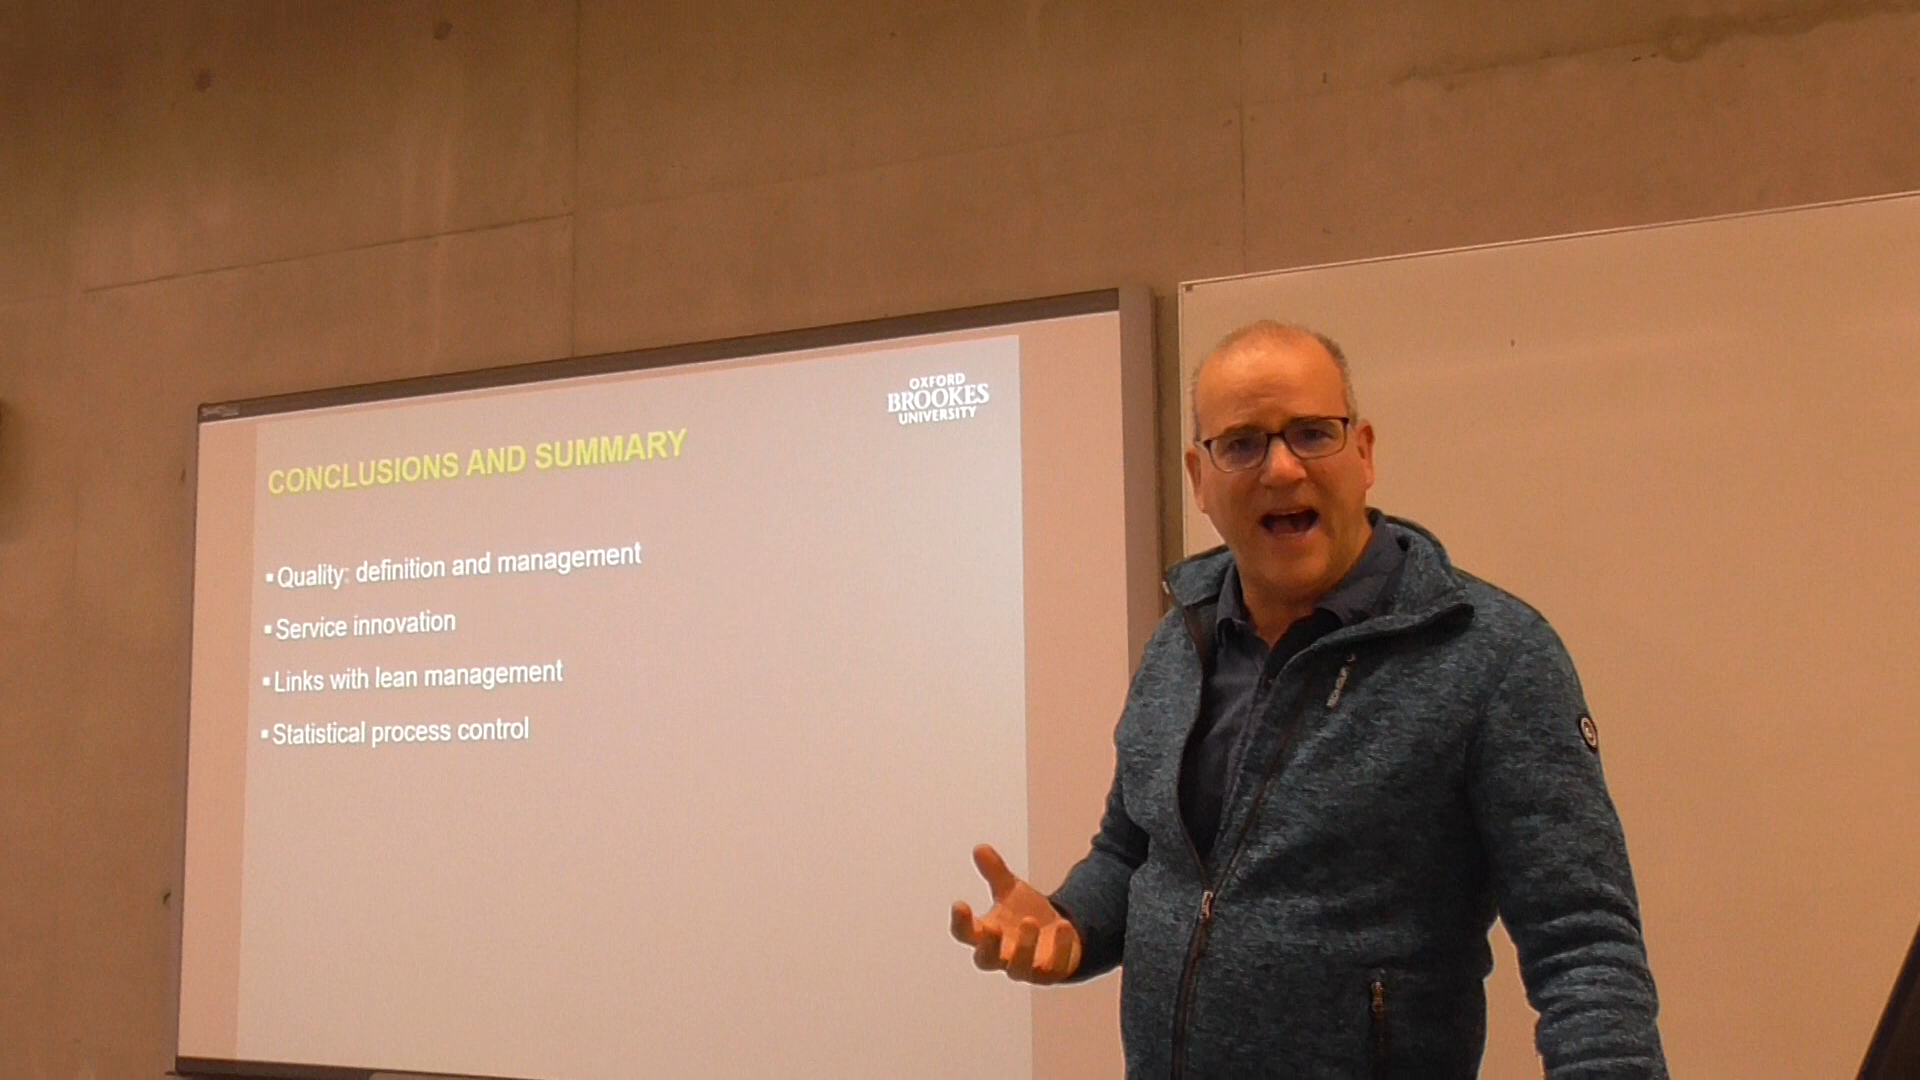 OXFORD
BROOKES
UNIVERSITY
CONCLUSIONS AND SUMMARY
▪ Quality: definition and management
▪ Service innovation
▪ Links with lean management
▪ Statistical process control